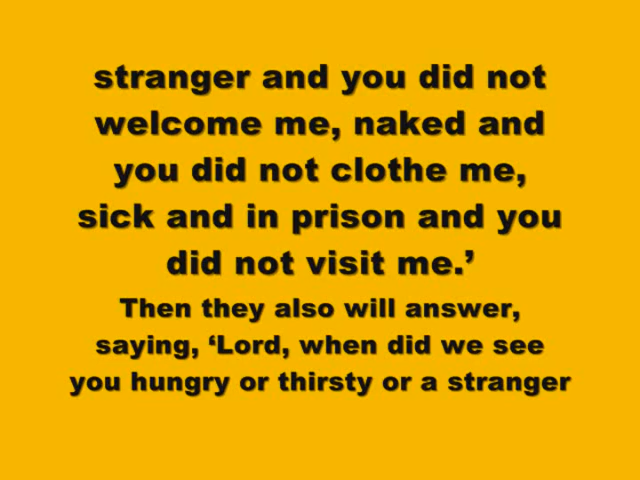 stranger and you did not
welcome me, naked and
you did not clothe me,
sick and in prison and you
did not visit me.’
Then they also will answer,
saying, ‘Lord, when did we see
you hungry or thirsty or a stranger